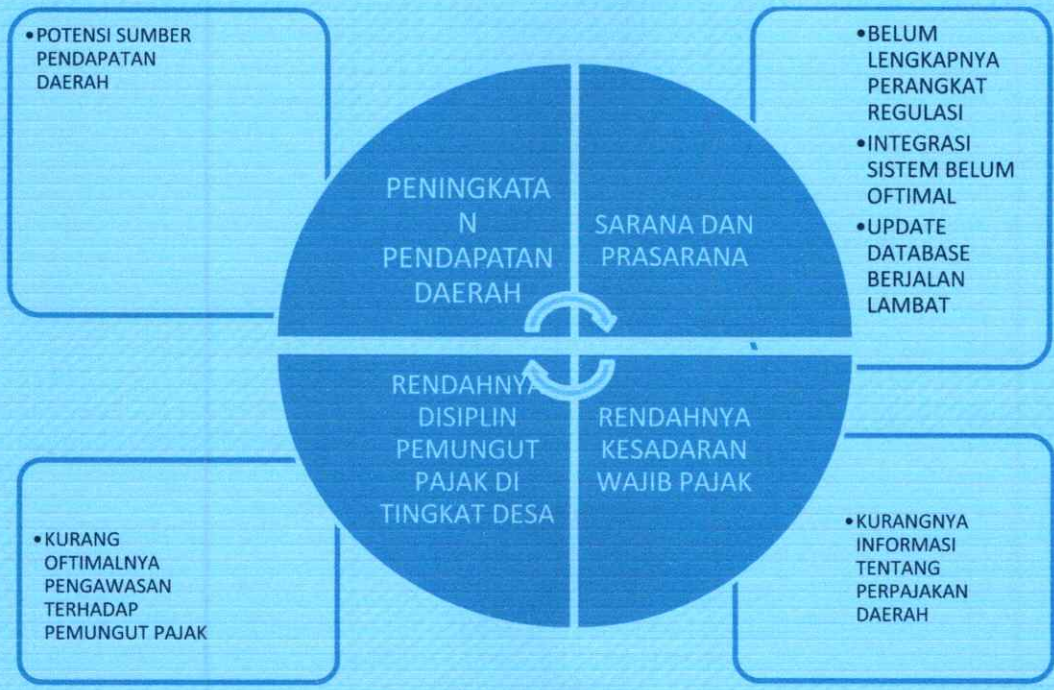 •POTENSI SUMBER
PENDAPATAN
DAERAH
•BELUM
LENGKAPNYA
PERANGKAT
REGULASI
•INTEGRASI
SISTEM BELUM
OFTIMAL
•UPDATE
DATABASE
BERJALAN
LAMBAT
PENINGKATA
N
PENDAPATAN
DAERAH
SARANA DAN
PRASARANA
RENDAHNYA
DISIPLIN
PEMUNGUT
PAJAK DI
TINGKAT DESA
RENDAHNYA
KESADARAN
WAJIB PAJAK
•KURANG
OFTIMALNYA
PENGAWASAN
TERHADAP
PEMUNGUT PAJAK
•KURANGNYA
INFORMASI
TENTANG
PERPAJAKAN
DAERAH